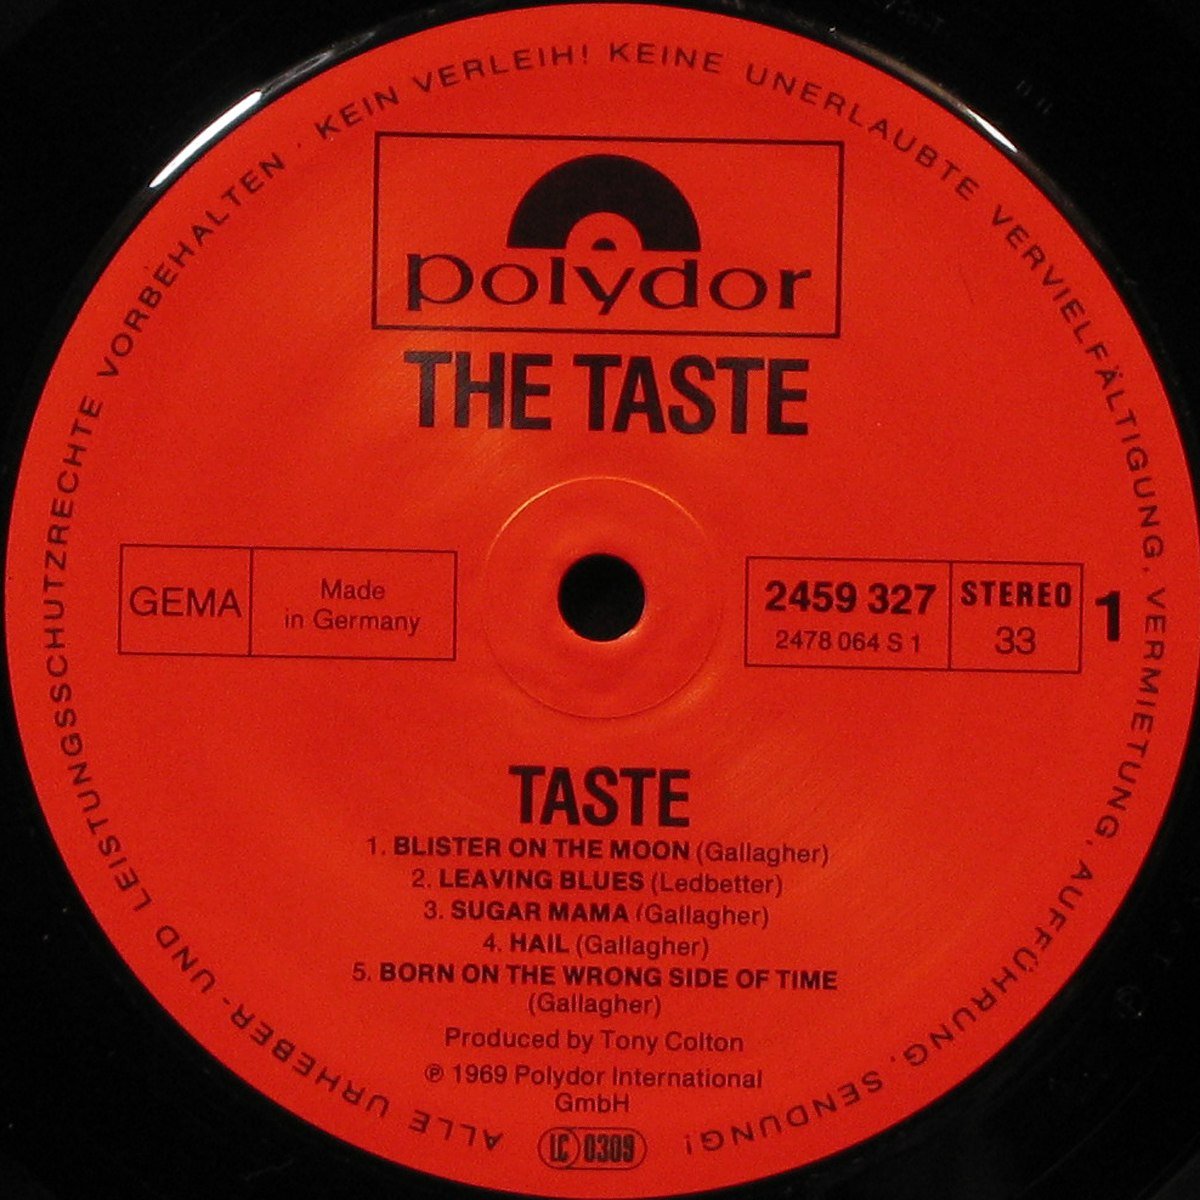 ALLE URHEBER- UND LEISTUNGSSCHUTZRECHTE VORBEHALTEN · KEIN VERLEIH! KEINE UNERLAUBTE VERVIELFÄLTIGUNG, VERMIETUNG, AUFFÜHRUNG, SENDUNG!
polydor
THE TASTE
GEMA
Made
in Germany
2459 327
2478 064 S 1
STEREO
33
1
TASTE
1. BLISTER ON THE MOON (Gallagher)
2. LEAVING BLUES (Ledbetter)
3. SUGAR MAMA (Gallagher)
4. HAIL (Gallagher)
5. BORN ON THE WRONG SIDE OF TIME
(Gallagher)
Produced by Tony Colton
℗ 1969 Polydor International
GmbH
LC 0309